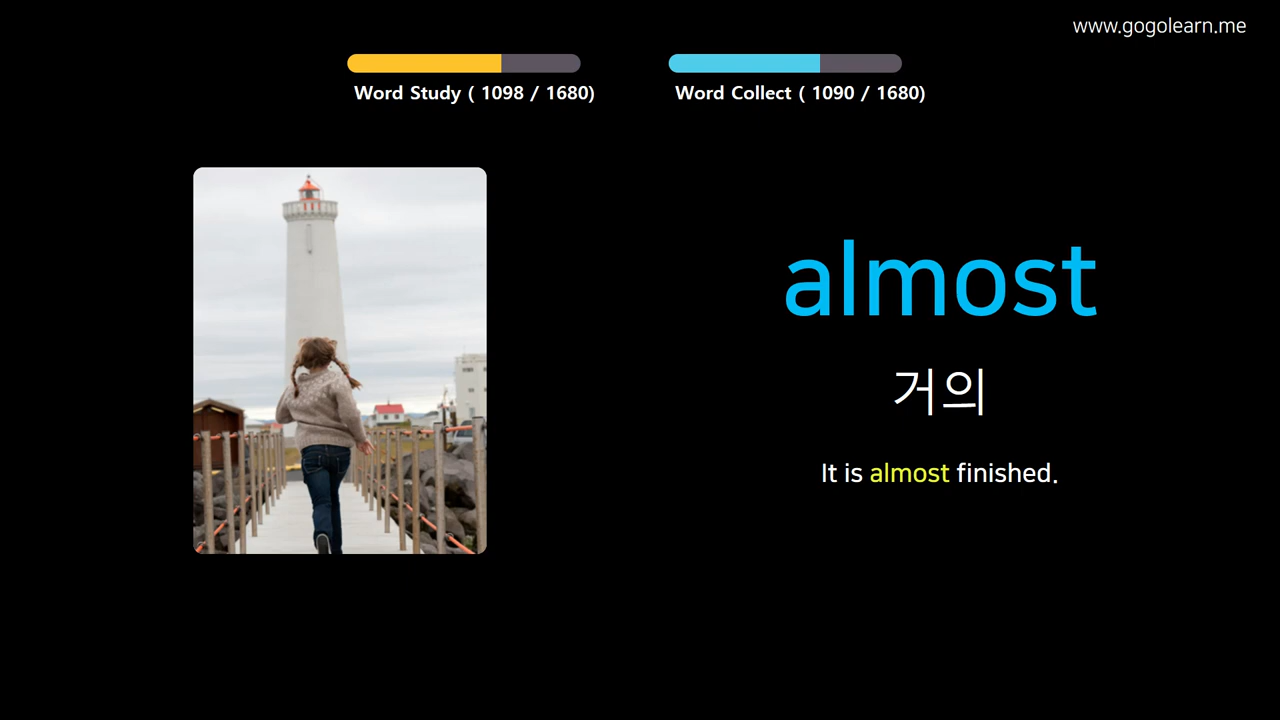 www.gogolearn.me
Word Study ( 1098 / 1680)
Word Collect ( 1090 / 1680)
almost
거의
It is almost finished.